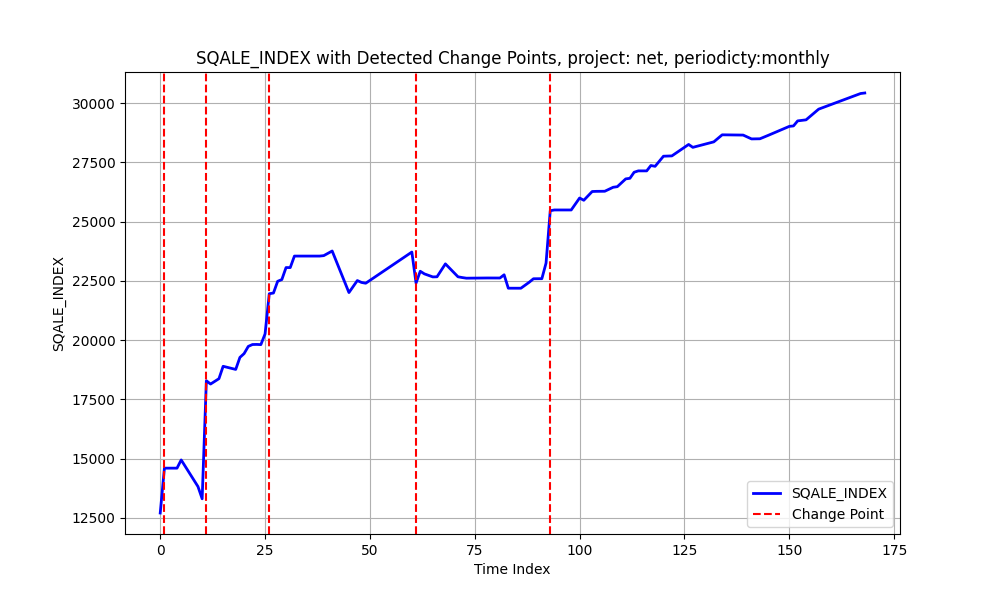 SQALE_INDEX with Detected Change Points, project: net, periodicty:monthly
SQALE_INDEX
30000
27500
25000
22500
20000
17500
15000
12500
0 25 50 75 100 125 150 175
Time Index
SQALE_INDEX
Change Point